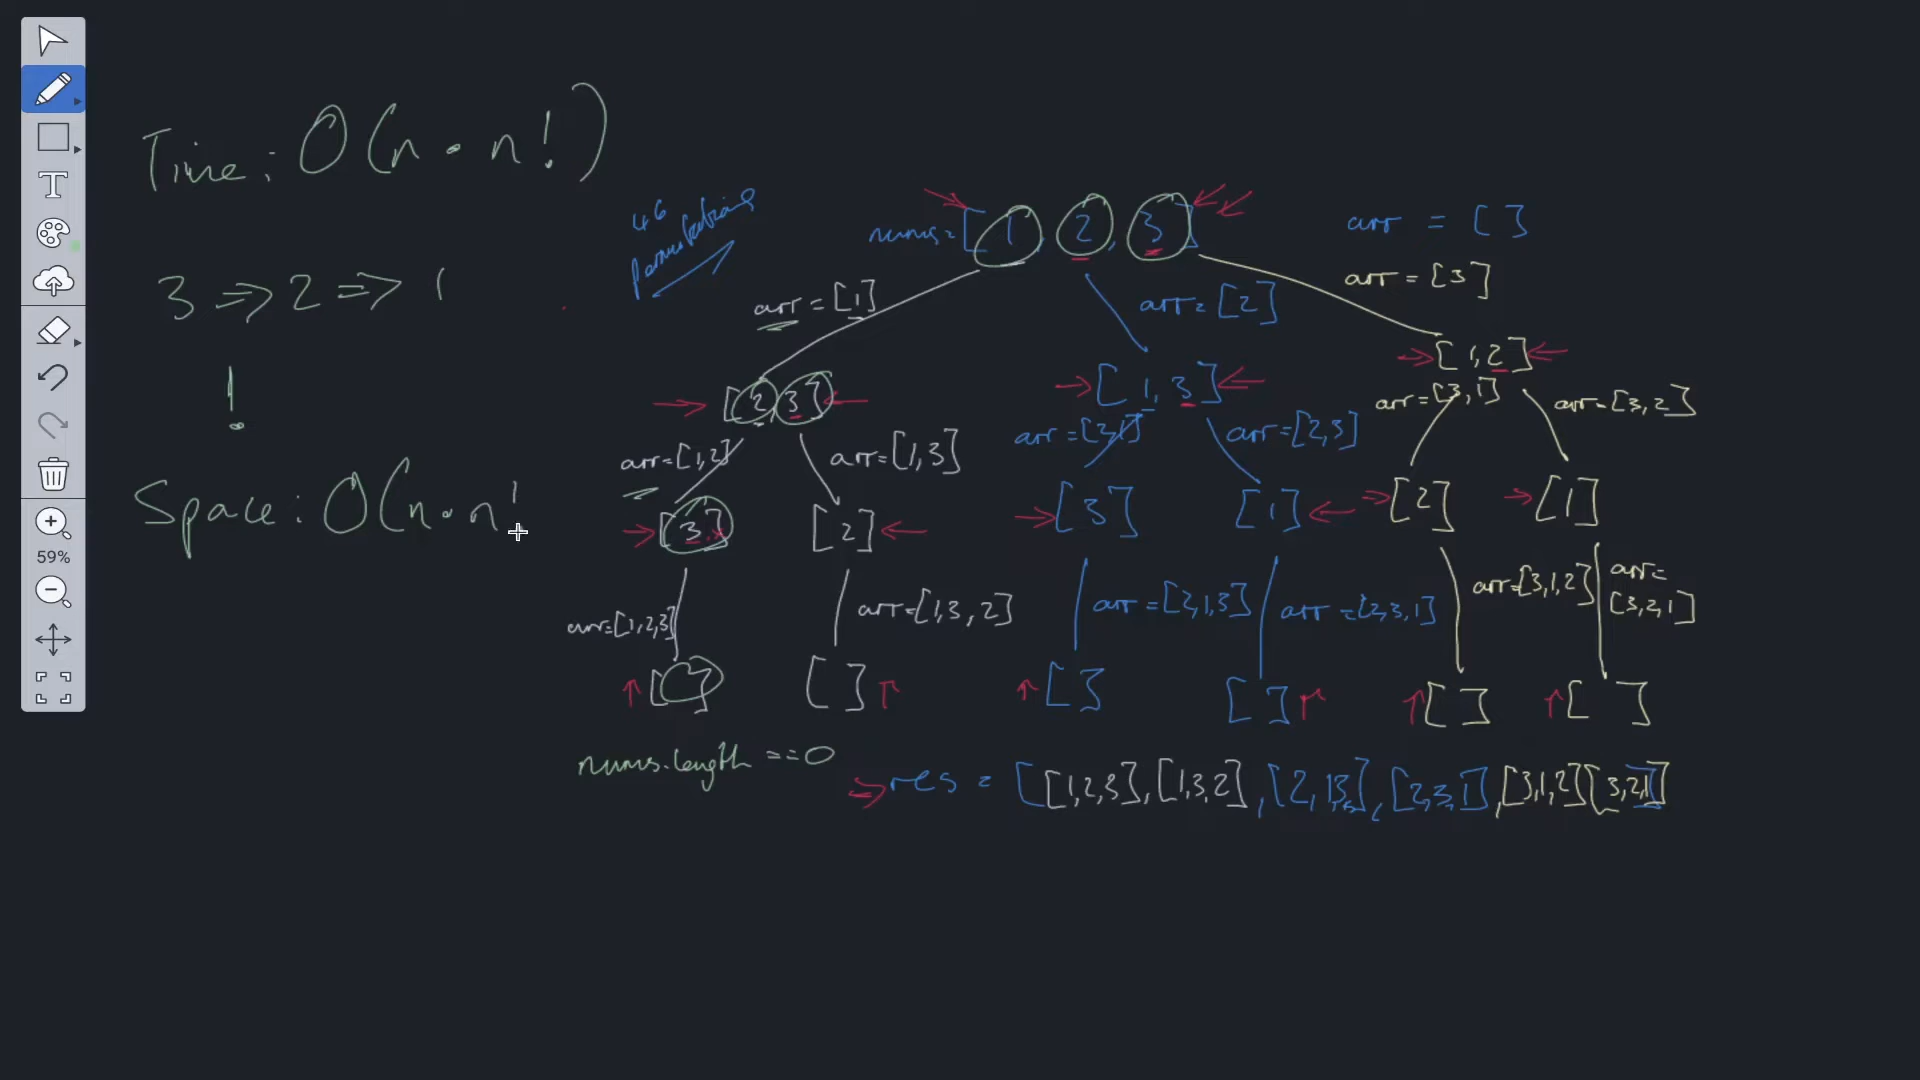 Time: O(n · n!)
3 => 2 => 1
!
Space: O(n · n!
59%
T
46
permutations
nums=[1, 2, 3]
arr = [ ]
arr = [1]
arr = [2]
arr = [3]
[2 3]
[1, 3]
[1,2]
arr=[1,2]
arr=[1,3]
arr=[2,1]
arr=[2,3]
arr=[3,1]
arr=[3,2]
[3]
[2]
[3]
[1]
[2]
[1]
arr=[1,2,3]
arr=[1,3,2]
arr=[2,1,3]
arr=[2,3,1]
arr=[3,1,2]
arr=
[3,2,1]
[ ]
[ ]
[ ]
[ ]
[ ]
[ ]
nums.length ==0
res = [[1,2,3],[1,3,2],[2,13],[2,3,1],[3,1,2][3,2,1]]